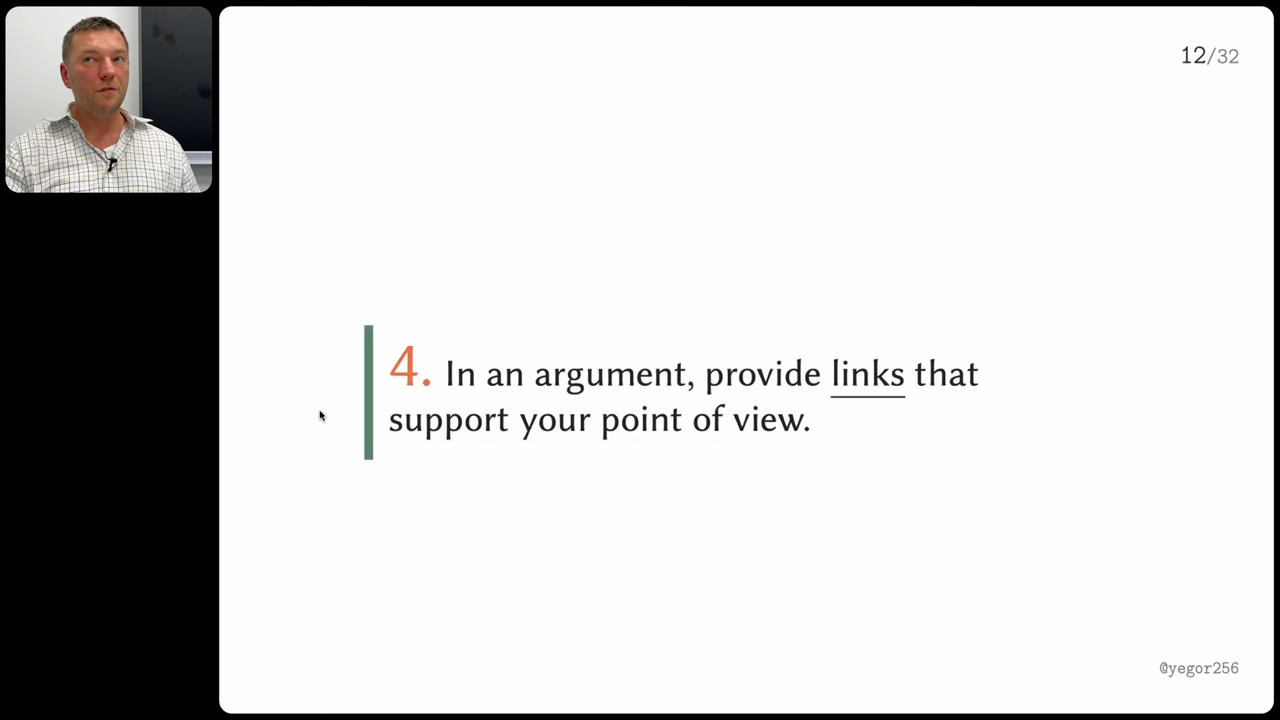 12/32
4. In an argument, provide links that
support your point of view.
@yegor256